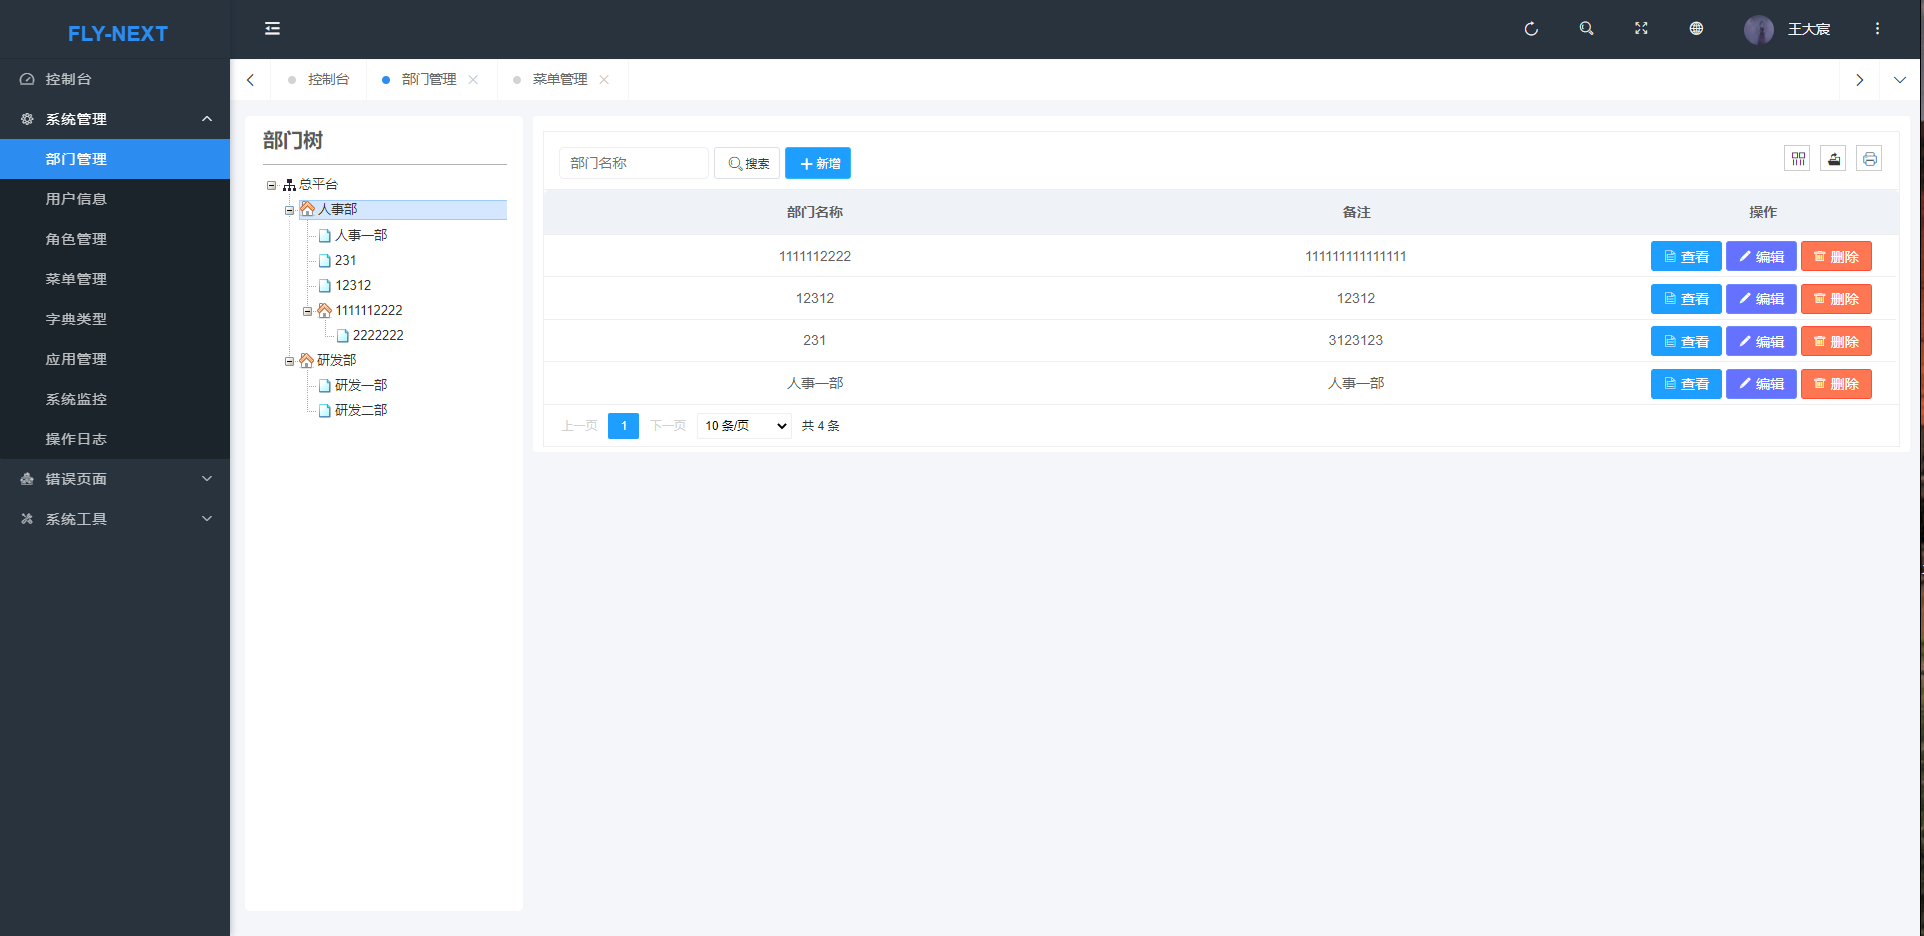 FLY-NEXT
王大宸
控制台
系统管理
部门管理
用户信息
角色管理
菜单管理
字典类型
应用管理
系统监控
操作日志
错误页面
系统工具
控制台
部门管理
菜单管理
部门树
总平台
人事部
人事一部
231
12312
1111112222
2222222
研发部
研发一部
研发二部
部门名称 搜索 新增
部门名称 备注 操作
1111112222 111111111111111 查看 编辑 删除
12312 12312 查看 编辑 删除
231 3123123 查看 编辑 删除
人事一部 人事一部 查看 编辑 删除
上一页 1 下一页 10 条/页 共 4 条